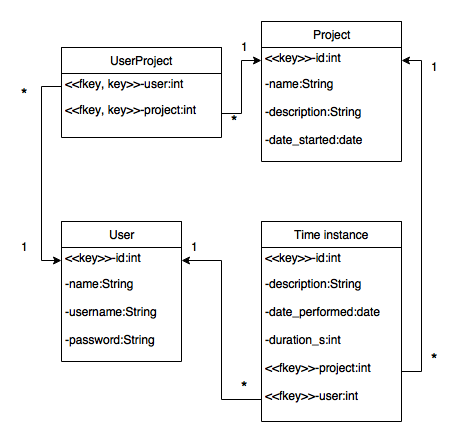 UserProject
<<fkey, key>>-user:int
<<fkey, key>>-project:int
*
*
1
Project
<<key>>-id:int
-name:String
-description:String
-date_started:date
1
User
<<key>>-id:int
-name:String
-username:String
-password:String
1
1
*
Time instance
<<key>>-id:int
-description:String
-date_performed:date
-duration_s:int
<<fkey>>-project:int
<<fkey>>-user:int
*